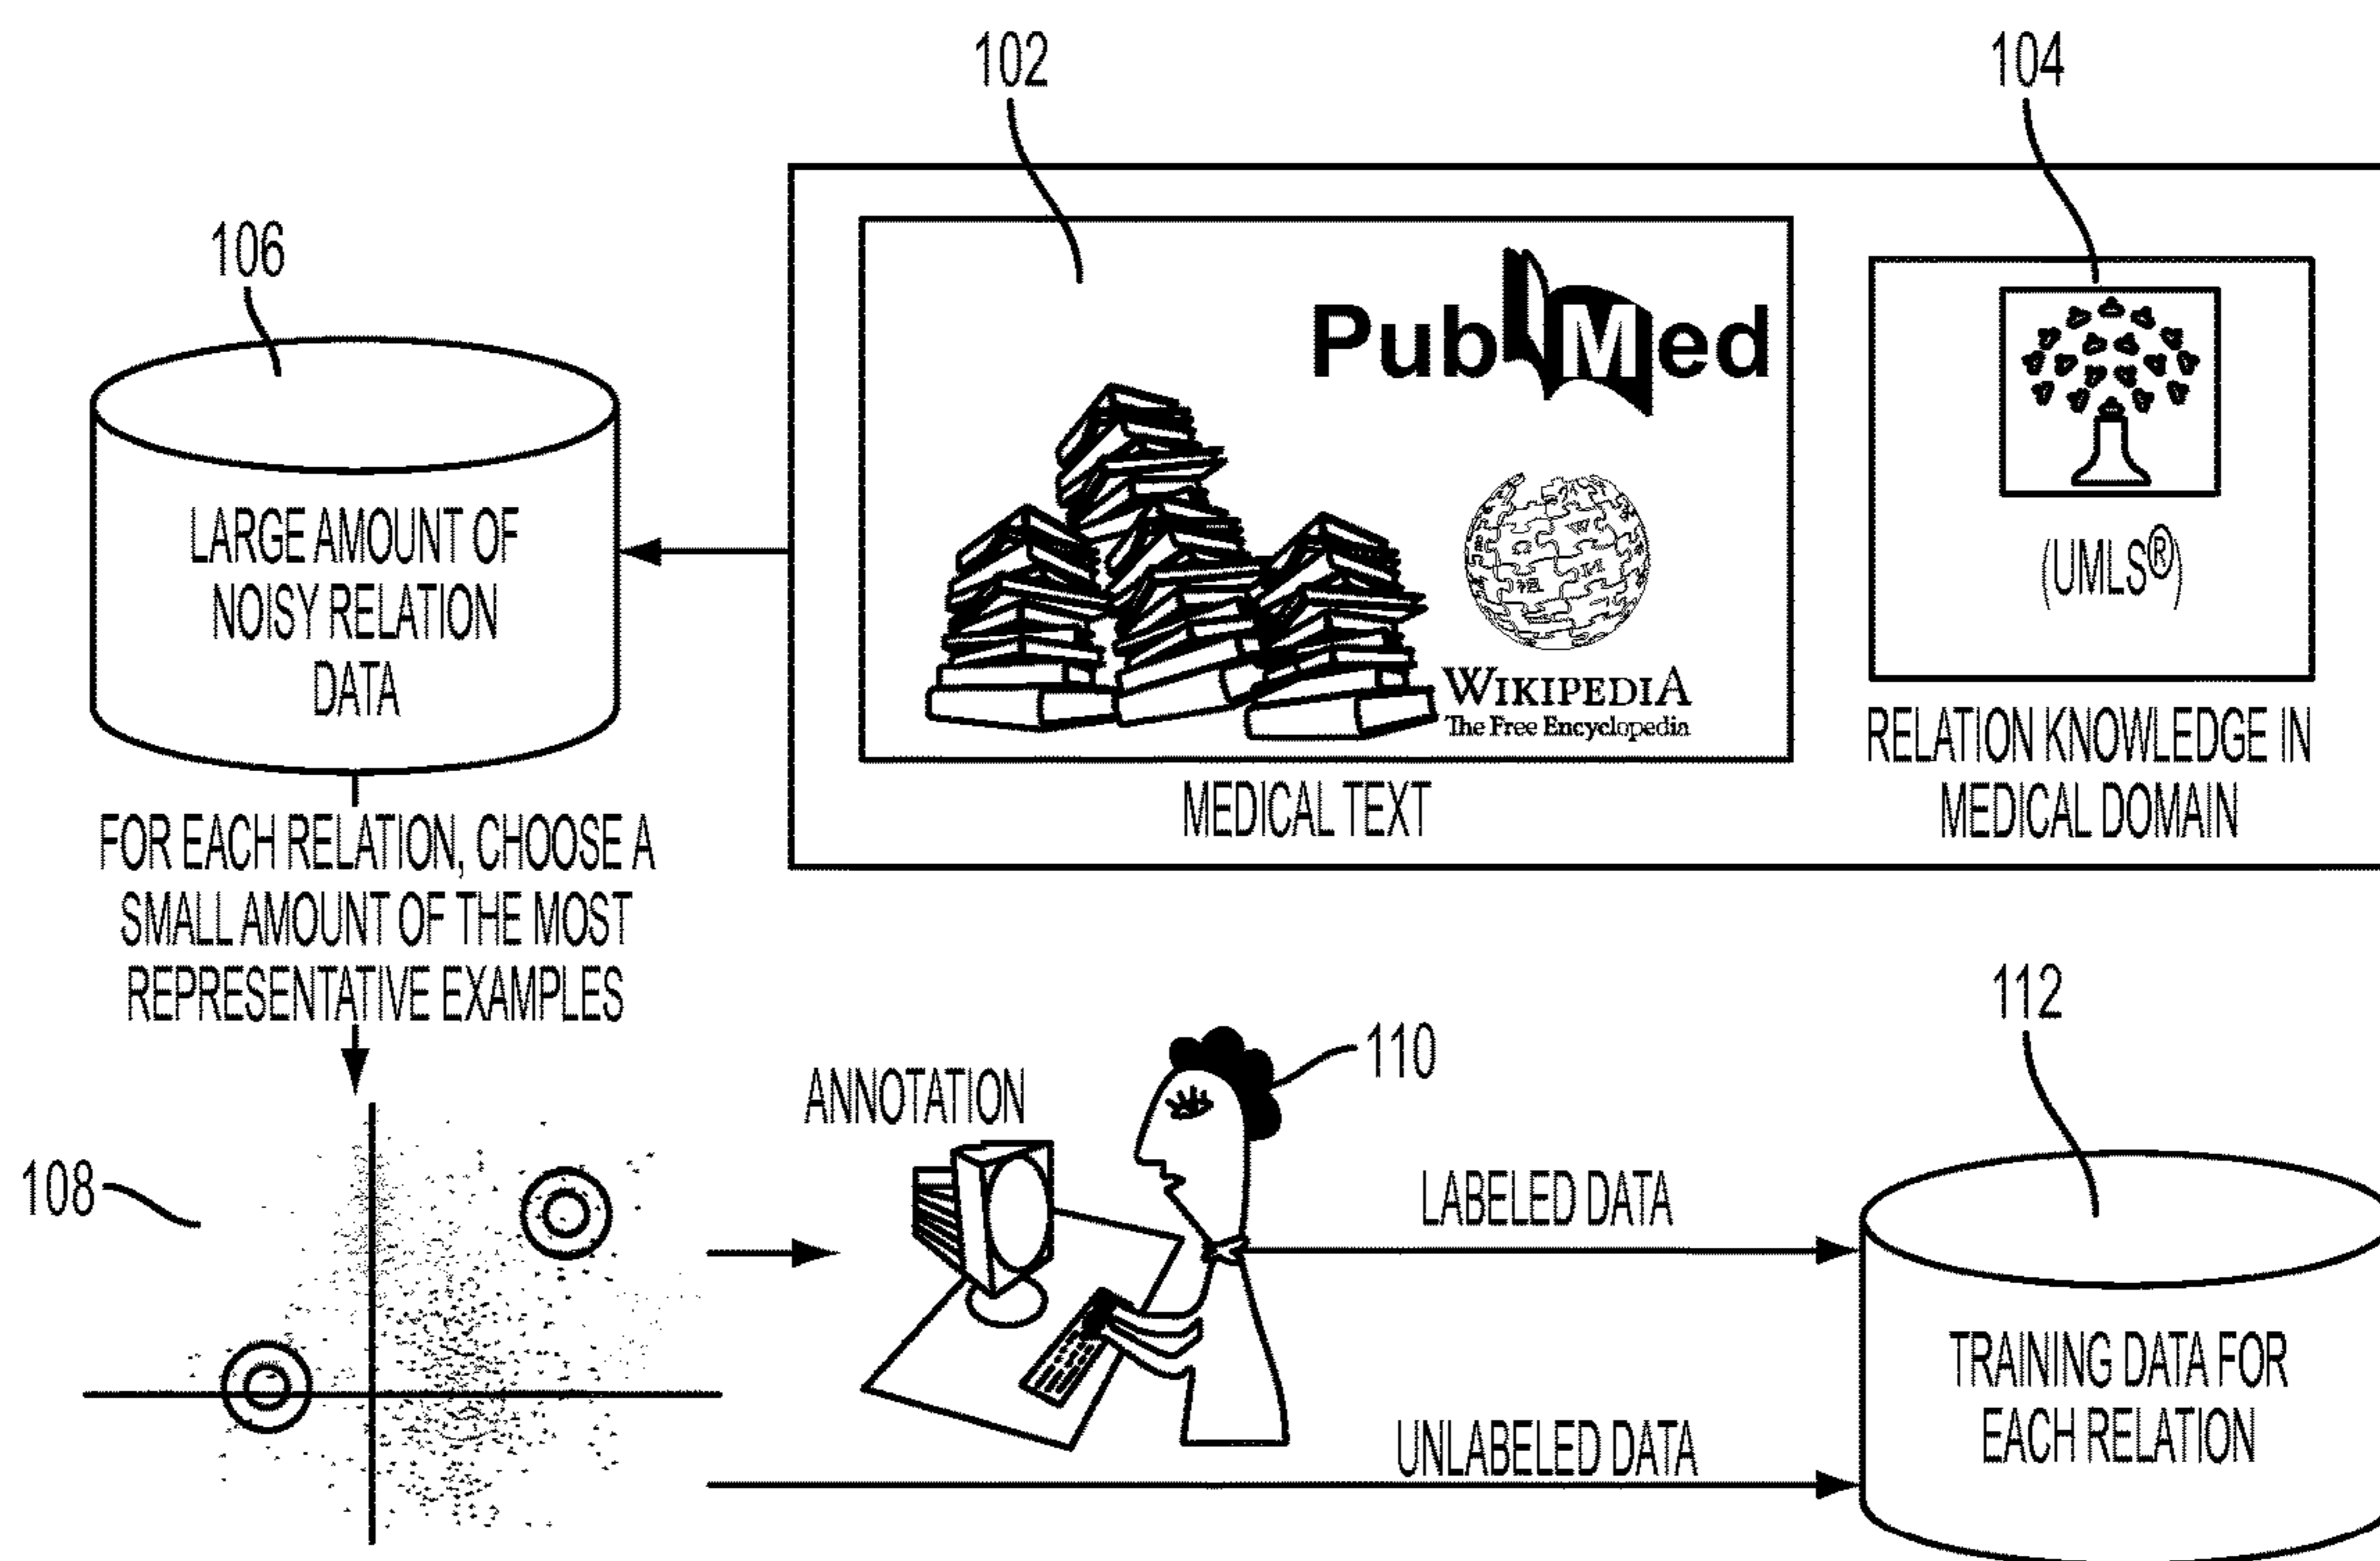 102
104
106
PubMed
LARGE AMOUNT OF
NOISY RELATION
DATA
(UMLS®)
WIKIPEDIA
The Free Encyclopedia
MEDICAL TEXT
RELATION KNOWLEDGE IN
MEDICAL DOMAIN
FOR EACH RELATION, CHOOSE A
SMALL AMOUNT OF THE MOST
REPRESENTATIVE EXAMPLES
108
ANNOTATION
110
112
LABELED DATA
UNLABELED DATA
TRAINING DATA FOR
EACH RELATION